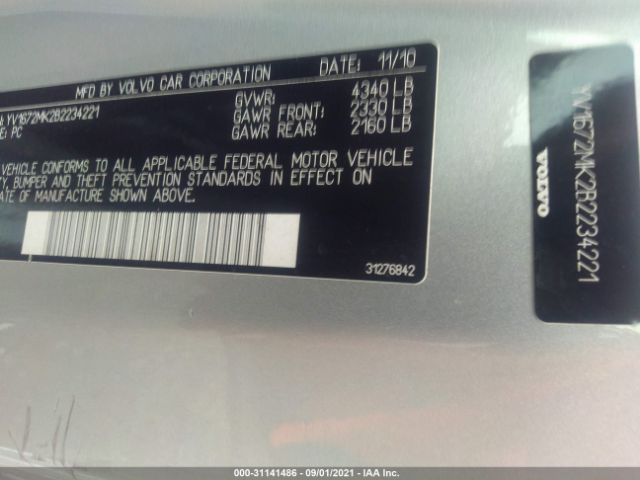 MFD BY VOLVO CAR CORPORATION DATE: 11/10
YV1672MK2B2234221
PC
GVWR: 4340 LB
GAWR FRONT: 2330 LB
GAWR REAR: 2160 LB
VEHICLE CONFORMS TO ALL APPLICABLE FEDERAL MOTOR VEHICLE
TY, BUMPER AND THEFT PREVENTION STANDARDS IN EFFECT ON
ATE OF MANUFACTURE SHOWN ABOVE.
31276842
VOLVO
YV1672MK2B2234221
000-31141486 - 09/01/2021 - IAA Inc.